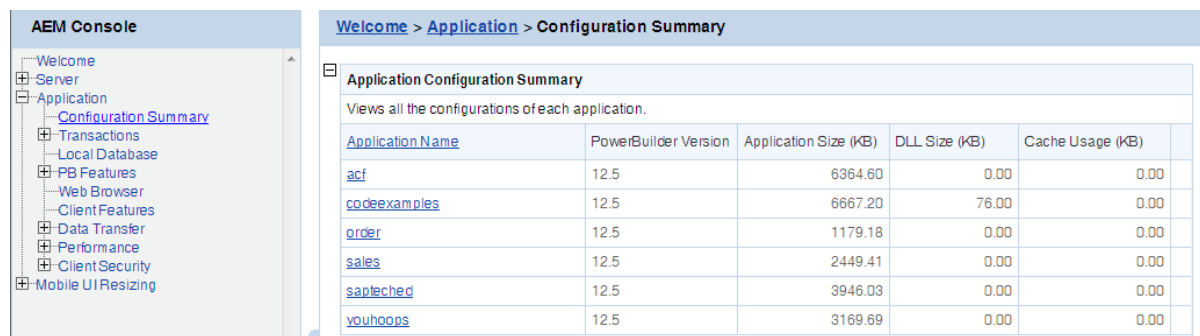 AEM Console
Welcome
Server
Application
Configuration Summary
Transactions
Local Database
PB Features
Web Browser
Client Features
Data Transfer
Performance
Client Security
Mobile UI Resizing
Welcome > Application > Configuration Summary
Application Configuration Summary
Views all the configurations of each application.
Application Name PowerBuilder Version Application Size (KB) DLL Size (KB) Cache Usage (KB)
acf 12.5 6364.60 0.00 0.00
codeexamples 12.5 6667.20 76.00 0.00
order 12.5 1179.18 0.00 0.00
sales 12.5 2449.41 0.00 0.00
sapteched 12.5 3946.03 0.00 0.00
youhoops 12.5 3169.69 0.00 0.00